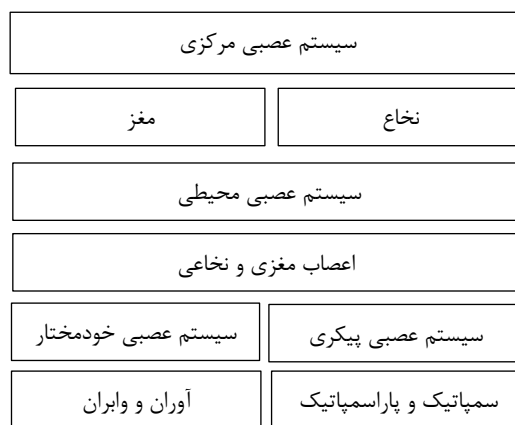 سیستم عصبی مرکزی
نخاع
مغز
سیستم عصبی محیطی
اعصاب مغزی و نخاعی
سیستم عصبی پیکری
سیستم عصبی خودمختار
سمپاتیک و پاراسمپاتیک
آوران و وابران